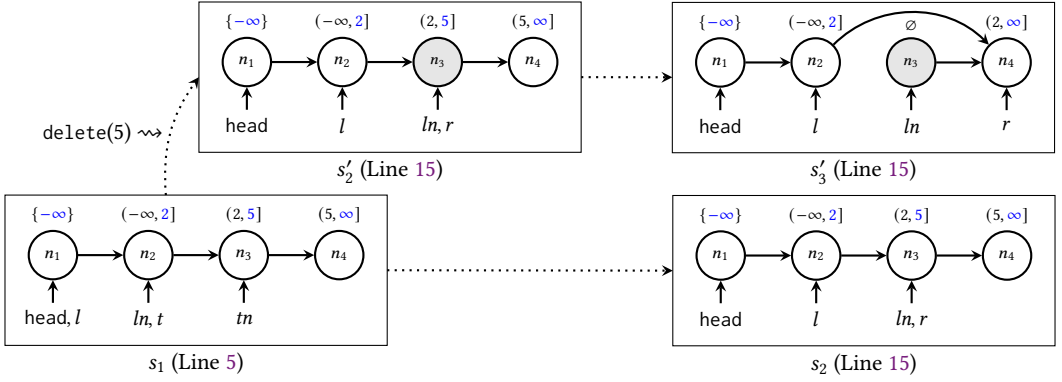 {−∞} (−∞, 2] (2, 5] (5, ∞]
n1 n2 n3 n4
head l ln, r
s′2 (Line 15)
{−∞} (−∞, 2] ∅ (2, ∞]
n1 n2 n3 n4
head l ln r
s′3 (Line 15)
delete(5) ⇝
{−∞} (−∞, 2] (2, 5] (5, ∞]
n1 n2 n3 n4
head, l ln, t tn
s1 (Line 5)
{−∞} (−∞, 2] (2, 5] (5, ∞]
n1 n2 n3 n4
head l ln, r
s2 (Line 15)